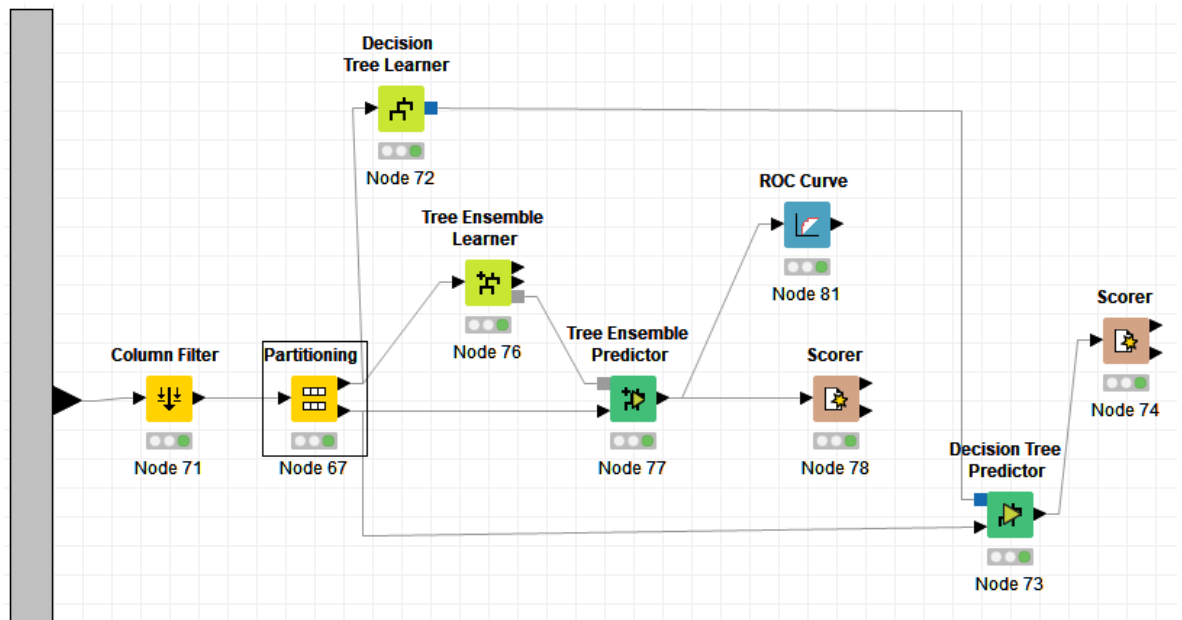 Decision
Tree Learner
Node 72
ROC Curve
Node 81
Tree Ensemble
Learner
Node 76
Scorer
Node 74
Column Filter
Node 71
Partitioning
Node 67
Tree Ensemble
Predictor
Node 77
Scorer
Node 78
Decision Tree
Predictor
Node 73